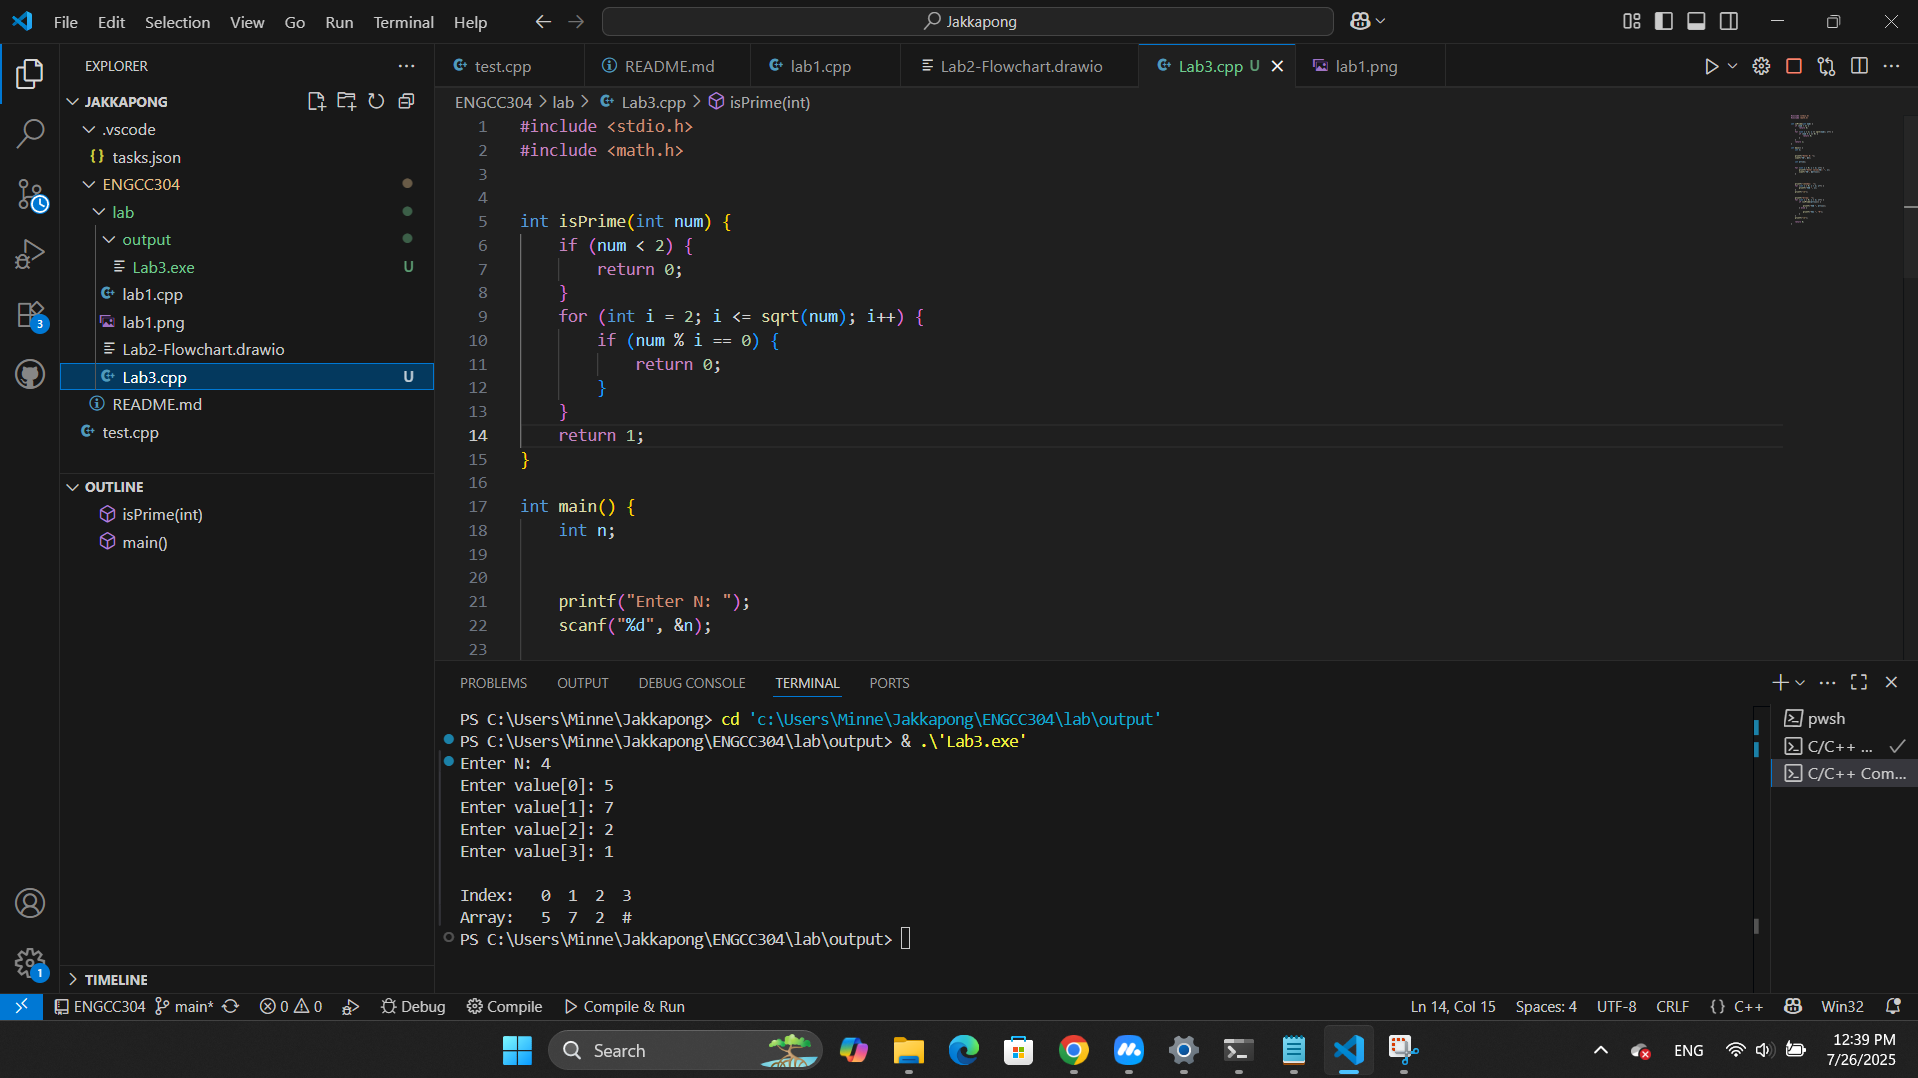 File Edit Selection View Go Run Terminal Help
Jakkapong
EXPLORER
JAKKAPONG
.vscode
tasks.json
ENGCC304
lab
output
Lab3.exe U
lab1.cpp
lab1.png
Lab2-Flowchart.drawio
Lab3.cpp U
README.md
test.cpp
OUTLINE
isPrime(int)
main()
TIMELINE
test.cpp README.md lab1.cpp Lab2-Flowchart.drawio Lab3.cpp U lab1.png
ENGCC304 > lab > Lab3.cpp > isPrime(int)
1 #include <stdio.h>
2 #include <math.h>
3
4
5 int isPrime(int num) {
6 if (num < 2) {
7 return 0;
8 }
9 for (int i = 2; i <= sqrt(num); i++) {
10 if (num % i == 0) {
11 return 0;
12 }
13 }
14 return 1;
15 }
16
17 int main() {
18 int n;
19
20
21 printf("Enter N: ");
22 scanf("%d", &n);
23
PROBLEMS OUTPUT DEBUG CONSOLE TERMINAL PORTS
PS C:\Users\Minne\Jakkapong> cd 'c:\Users\Minne\Jakkapong\ENGCC304\lab\output'
PS C:\Users\Minne\Jakkapong\ENGCC304\lab\output> & .\'Lab3.exe'
Enter N: 4
Enter value[0]: 5
Enter value[1]: 7
Enter value[2]: 2
Enter value[3]: 1
Index: 0 1 2 3
Array: 5 7 2 #
PS C:\Users\Minne\Jakkapong\ENGCC304\lab\output>
pwsh
C/C++ ...
C/C++ Com...
3
1
ENGCC304 main* 0 0 Debug Compile Compile & Run
Ln 14, Col 15 Spaces: 4 UTF-8 CRLF {} C++ Win32
Search
ENG
12:39 PM
7/26/2025